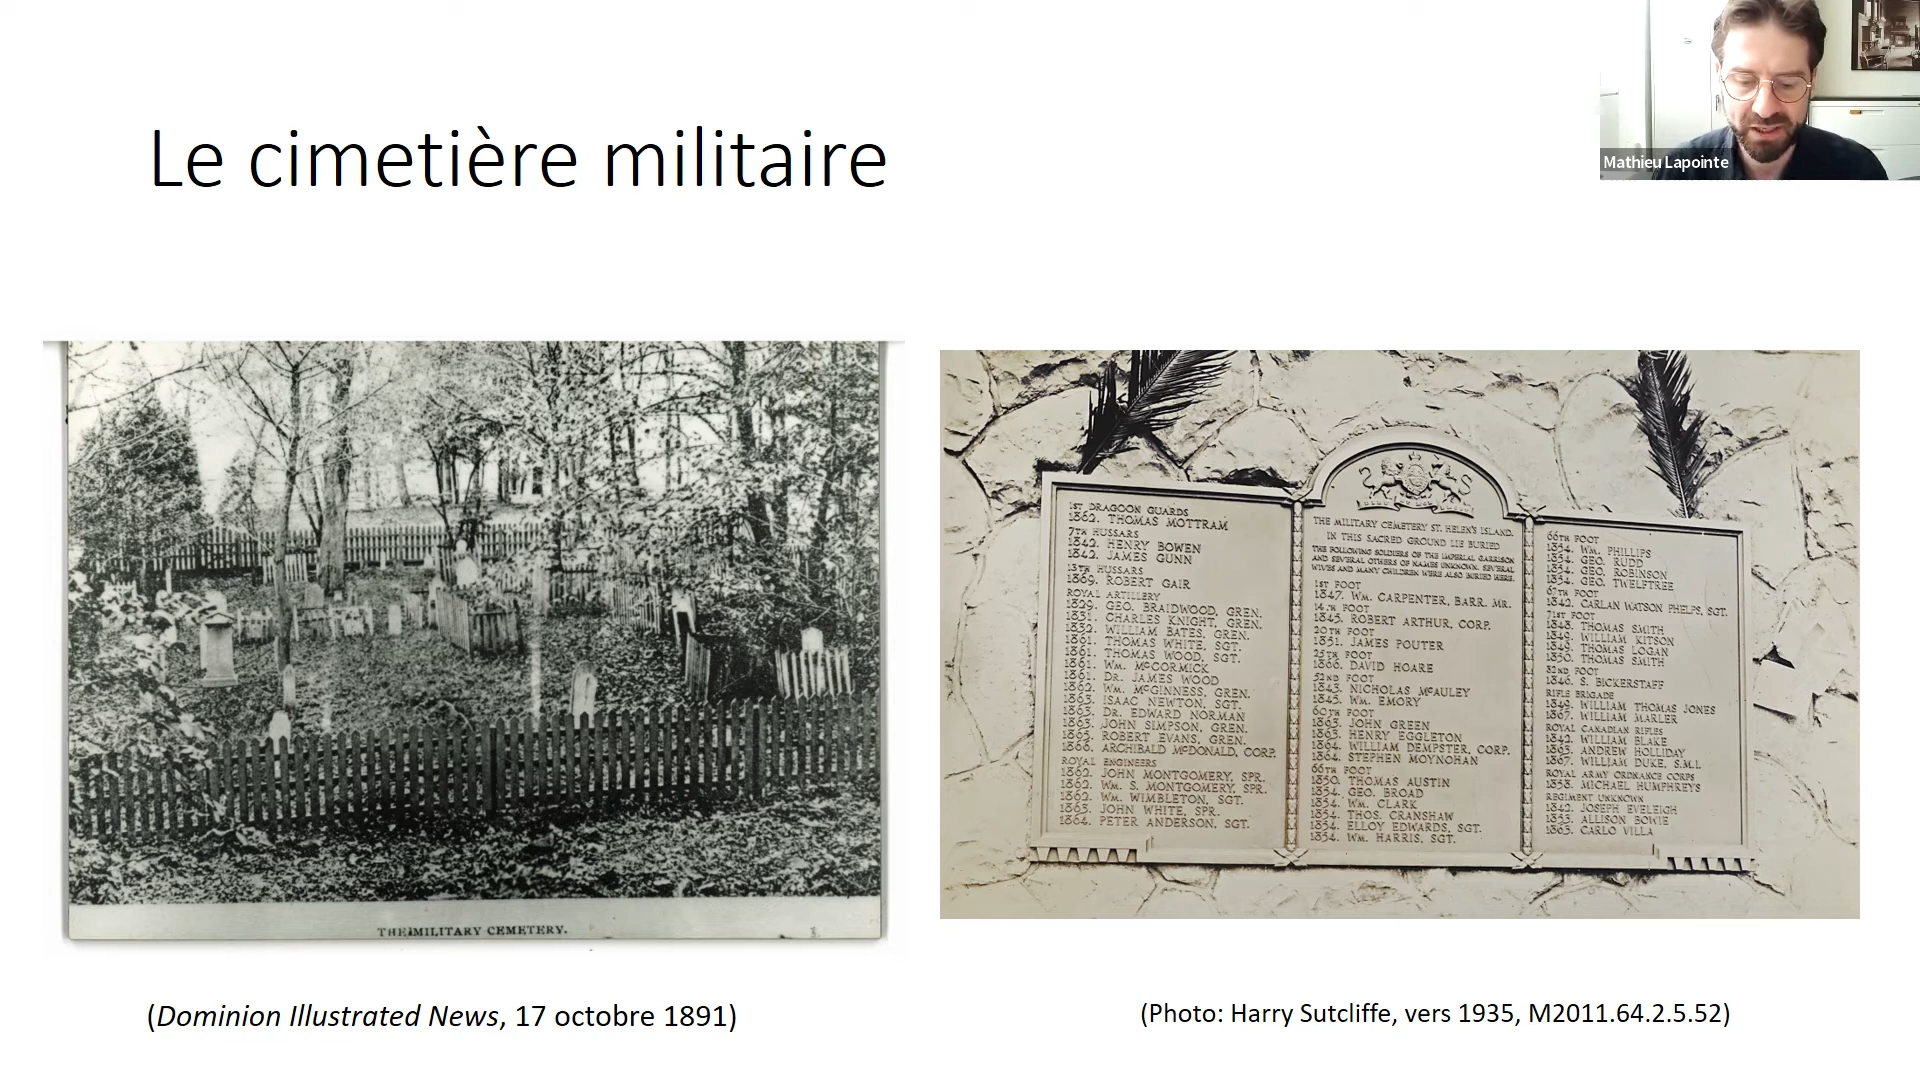 Le cimetière militaire
Mathieu Lapointe
THE MILITARY CEMETERY.
1ST DRAGOON GUARDS
1862. THOMAS MOTTRAM
7TH HUSSARS
1842. HENRY BOWEN
1842. JAMES GUNN
13TH HUSSARS
1869. ROBERT GAIR
ROYAL ARTILLERY
1829. GEO. BRAIDWOOD, GREN.
1831. CHARLES KNIGHT, GREN.
1832. WILLIAM BATES, GREN.
1861. THOMAS WHITE, SGT.
1861. THOMAS WOOD, SGT.
1861. WM. McCORMICK
1861. DR. JAMES WOOD
1862. WM. McGINNESS, GREN.
1863. ISAAC NEWTON, SGT.
1863. DR. EDWARD NORMAN
1863. JOHN SIMPSON, GREN.
1865. ROBERT EVANS, GREN.
1866. ARCHIBALD McDONALD, CORP.
ROYAL ENGINEERS
1862. JOHN MONTGOMERY, SPR.
1862. WM. S. MONTGOMERY, SPR.
1862. WM. WIMBLETON, SGT.
1863. JOHN WHITE, SPR.
1864. PETER ANDERSON, SGT.
THE MILITARY CEMETERY ST. HELEN'S ISLAND.
IN THIS SACRED GROUND LIE BURIED
THE FOLLOWING SOLDIERS OF THE IMPERIAL GARRISON
AND SEVERAL OTHERS OF NAMES UNKNOWN. SEVERAL
WIVES AND MANY CHILDREN WERE ALSO BURIED HERE.
1ST FOOT
1847. WM. CARPENTER, BARR. MR.
14TH FOOT
1845. ROBERT ARTHUR, CORP.
20TH FOOT
1851. JAMES POUTER
25TH FOOT
1866. DAVID HOARE
52ND FOOT
1843. NICHOLAS McAULEY
1845. WM. EMORY
60TH FOOT
1863. JOHN GREEN
1863. HENRY EGGLETON
1864. WILLIAM DEMPSTER, CORP.
1864. STEPHEN MOYNOHAN
66TH FOOT
1850. THOMAS AUSTIN
1854. GEO. BROAD
1854. WM. CLARK
1854. THOS. CRANSHAW
1854. ELLOY EDWARDS, SGT.
1854. WM. HARRIS, SGT.
66TH FOOT
1854. WM. PHILLIPS
1854. GEO. RUDD
1854. GEO. ROBINSON
1854. GEO. TWELFTREE
67TH FOOT
1842. CARLAN WATSON PHELPS, SGT.
71ST FOOT
1848. THOMAS SMITH
1849. WILLIAM KITSON
1849. THOMAS LOGAN
1850. THOMAS SMITH
82ND FOOT
1846. S. BICKERSTAFF
RIFLE BRIGADE
1849. WILLIAM THOMAS JONES
1867. WILLIAM MARLER
ROYAL CANADIAN RIFLES
1842. WILLIAM BLAKE
1863. ANDREW HOLLIDAY
1867. WILLIAM DUKE, S.M.I.
ROYAL ARMY ORDNANCE CORPS
1858. MICHAEL HUMPHREYS
REGIMENT UNKNOWN
1842. JOSEPH EVELEIGH
1853. ALLISON BOWIE
1863. CARLO VILLA
(Dominion Illustrated News, 17 octobre 1891)
(Photo: Harry Sutcliffe, vers 1935, M2011.64.2.5.52)